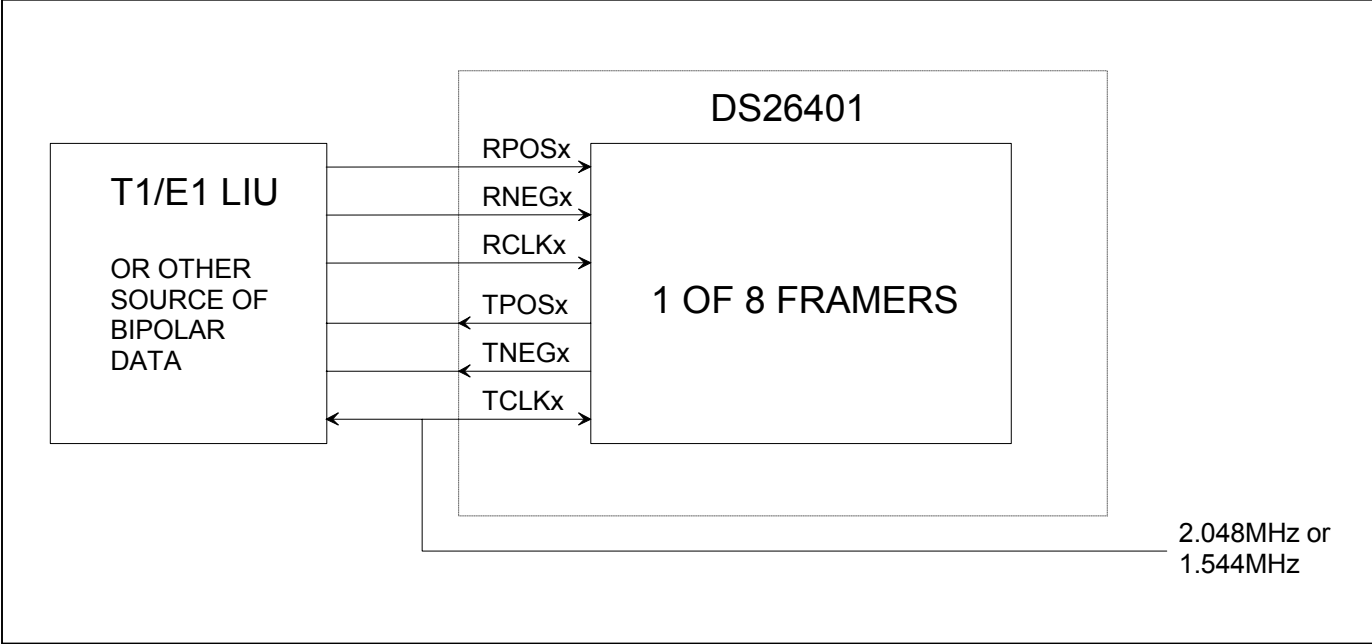 DS26401
T1/E1 LIU
OR OTHER
SOURCE OF
BIPOLAR
DATA
RPOSx
RNEGx
RCLKx
TPOSx
TNEGx
TCLKx
1 OF 8 FRAMERS
2.048MHz or
1.544MHz